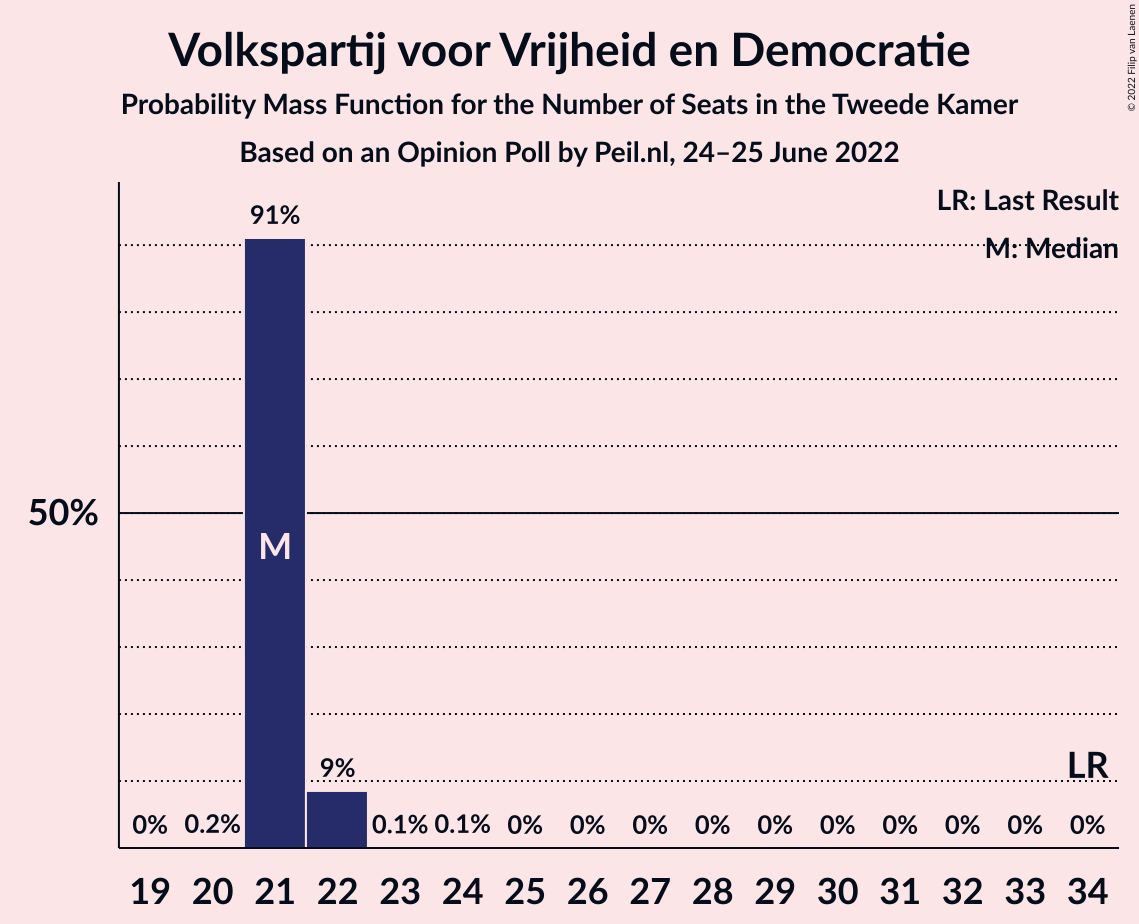 Volkspartij voor Vrijheid en Democratie
Probability Mass Function for the Number of Seats in the Tweede Kamer
Based on an Opinion Poll by Peil.nl, 24–25 June 2022
© 2022 Filip van Laenen
LR: Last Result
M: Median
91%
50%
M
9%
LR
0% 0.2% 0.1% 0.1% 0% 0% 0% 0% 0% 0% 0% 0% 0% 0%
19 20 21 22 23 24 25 26 27 28 29 30 31 32 33 34